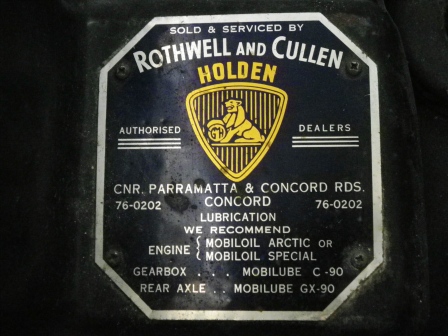 SOLD & SERVICED BY
ROTHWELL AND CULLEN
HOLDEN
AUTHORISED DEALERS
CNR. PARRAMATTA & CONCORD RDS.
76-0202 CONCORD 76-0202
LUBRICATION
WE RECOMMEND
ENGINE { MOBILOIL ARCTIC OR
MOBILOIL SPECIAL
GEARBOX . . . MOBILUBE C-90
REAR AXLE . . MOBILUBE GX-90